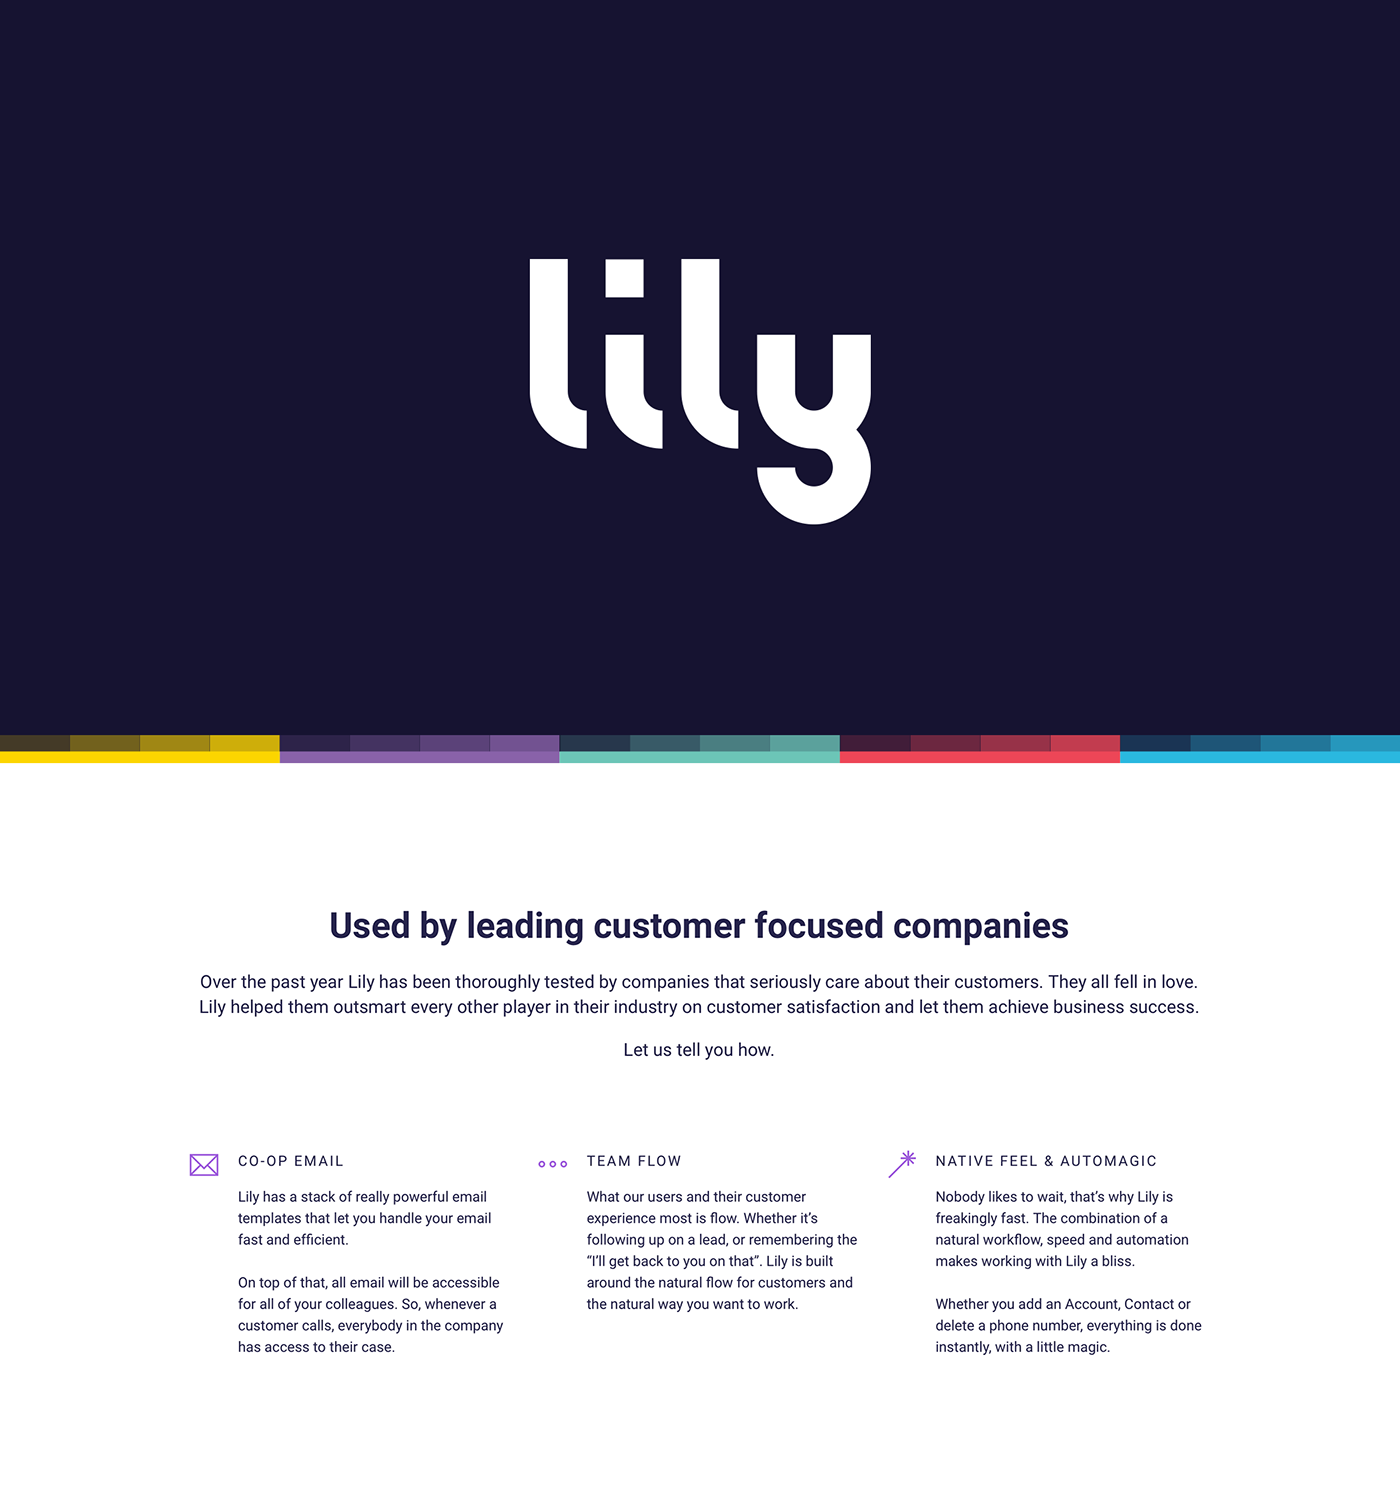 lily
Used by leading customer focused companies
Over the past year Lily has been thoroughly tested by companies that seriously care about their customers. They all fell in love.
Lily helped them outsmart every other player in their industry on customer satisfaction and let them achieve business success.
Let us tell you how.
CO-OP EMAIL
Lily has a stack of really powerful email
templates that let you handle your email
fast and efficient.
On top of that, all email will be accessible
for all of your colleagues. So, whenever a
customer calls, everybody in the company
has access to their case.
TEAM FLOW
What our users and their customer
experience most is flow. Whether it’s
following up on a lead, or remembering the
“I’ll get back to you on that”. Lily is built
around the natural flow for customers and
the natural way you want to work.
NATIVE FEEL & AUTOMAGIC
Nobody likes to wait, that’s why Lily is
freakingly fast. The combination of a
natural workflow, speed and automation
makes working with Lily a bliss.
Whether you add an Account, Contact or
delete a phone number, everything is done
instantly, with a little magic.